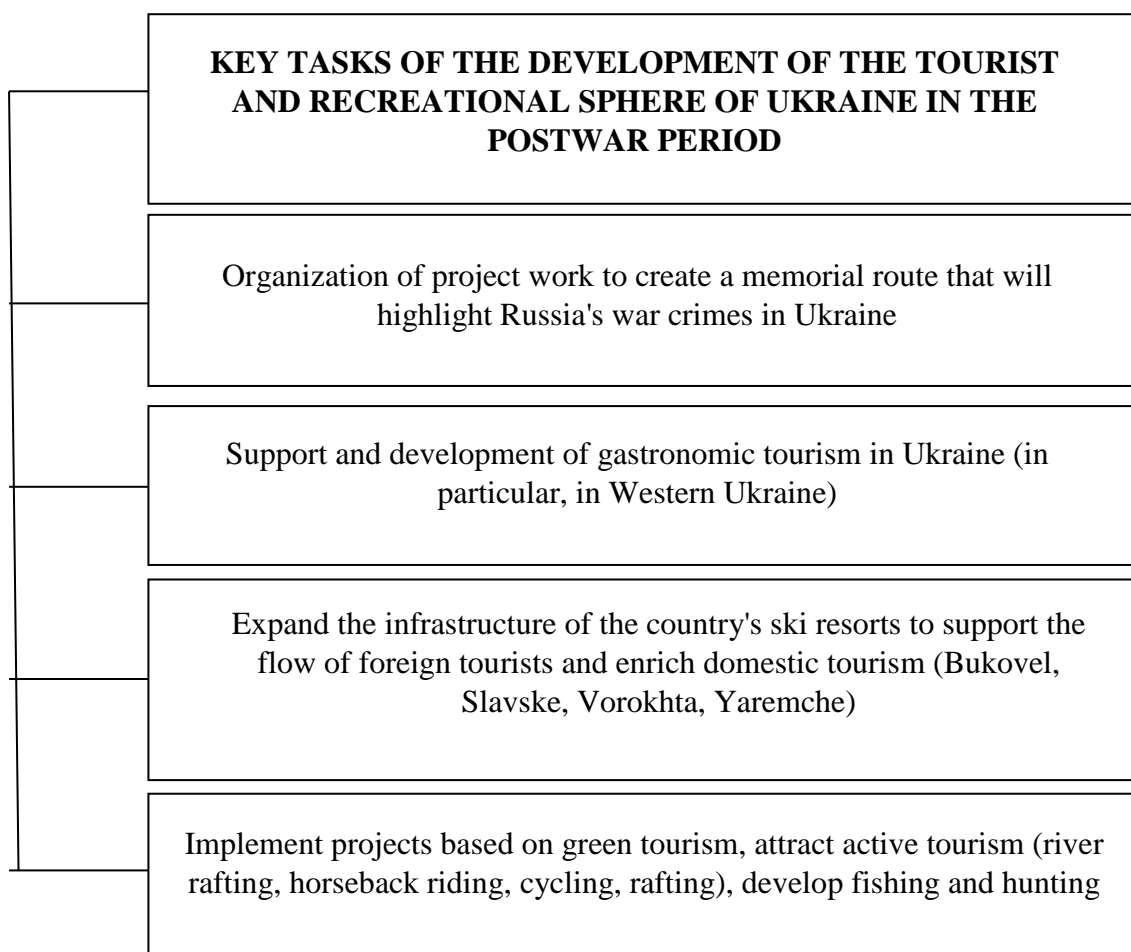 KEY TASKS OF THE DEVELOPMENT OF THE TOURIST
AND RECREATIONAL SPHERE OF UKRAINE IN THE
POSTWAR PERIOD
Organization of project work to create a memorial route that will
highlight Russia's war crimes in Ukraine
Support and development of gastronomic tourism in Ukraine (in
particular, in Western Ukraine)
Expand the infrastructure of the country's ski resorts to support the
flow of foreign tourists and enrich domestic tourism (Bukovel,
Slavske, Vorokhta, Yaremche)
Implement projects based on green tourism, attract active tourism (river
rafting, horseback riding, cycling, rafting), develop fishing and hunting